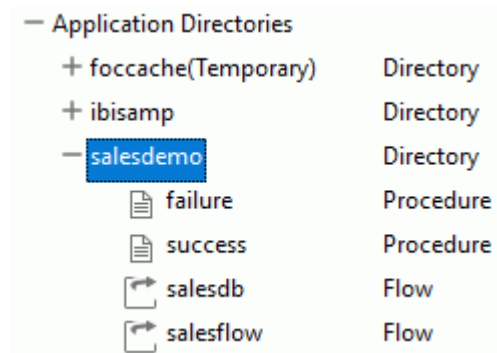 Application Directories
foccache(Temporary) Directory
ibisamp Directory
salesdemo Directory
failure Procedure
success Procedure
salesdb Flow
salesflow Flow